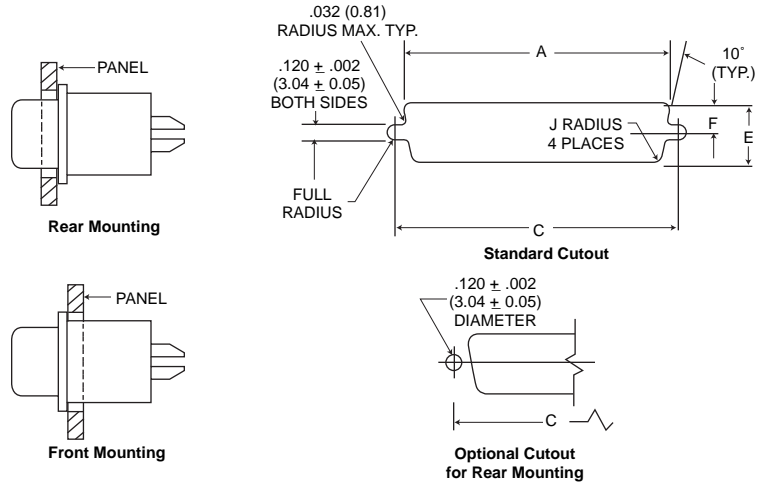 PANEL
Rear Mounting
.032 (0.81)
RADIUS MAX. TYP.
.120 ± .002
(3.04 ± 0.05)
BOTH SIDES
A
10°
(TYP.)
J RADIUS
4 PLACES
F
E
FULL
RADIUS
C
Standard Cutout
PANEL
Front Mounting
.120 ± .002
(3.04 ± 0.05)
DIAMETER
C
Optional Cutout
for Rear Mounting